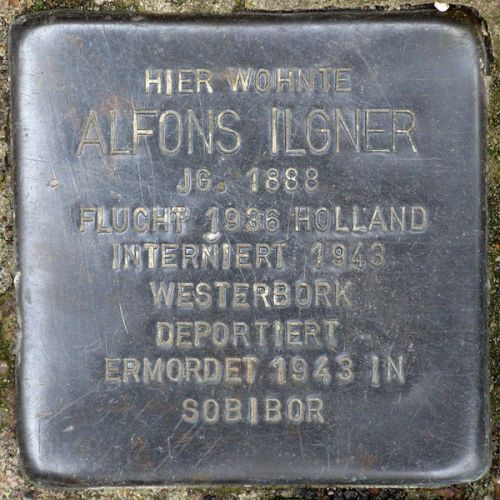 HIER WOHNTE
ALFONS ILGNER
JG. 1888
FLUCHT 1936 HOLLAND
INTERNIERT 1943
WESTERBORK
DEPORTIERT
ERMORDET 1943 IN
SOBIBOR